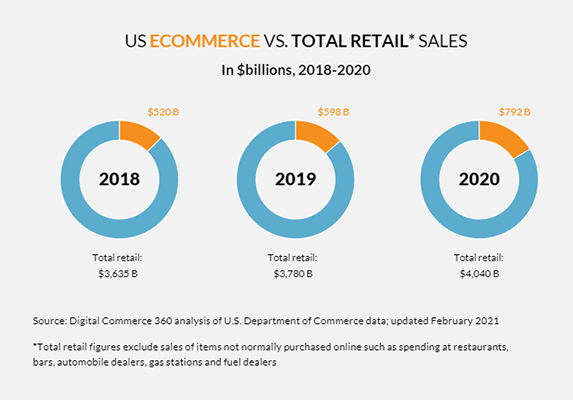 US ECOMMERCE VS. TOTAL RETAIL* SALES
In $billions, 2018-2020
$520 B
$598 B
$792 B
2018
2019
2020
Total retail:
$3,635 B
Total retail:
$3,780 B
Total retail:
$4,040 B
Source: Digital Commerce 360 analysis of U.S. Department of Commerce data; updated February 2021
*Total retail figures exclude sales of items not normally purchased online such as spending at restaurants,
bars, automobile dealers, gas stations and fuel dealers